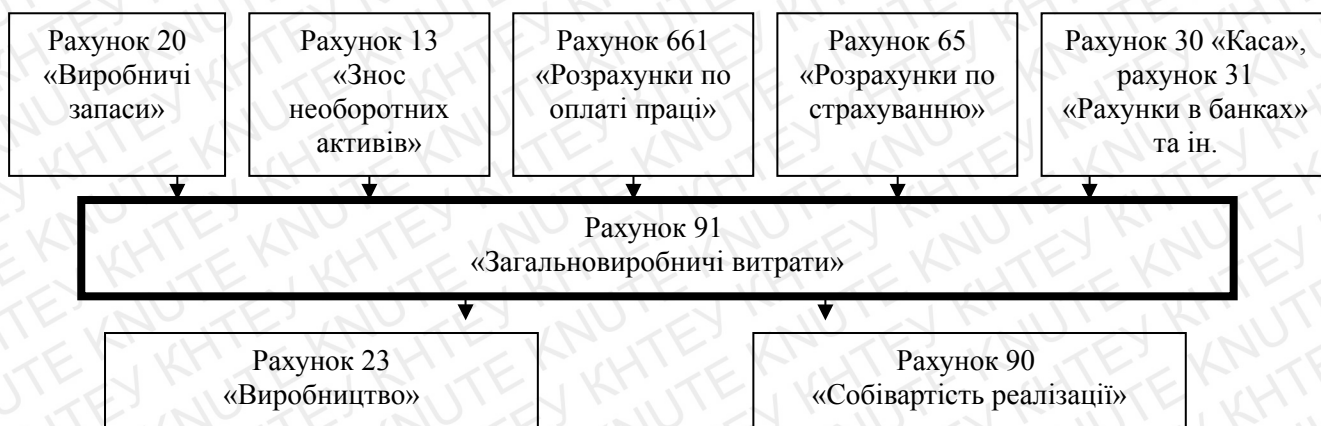 Рахунок 20
«Виробничі
запаси»
Рахунок 13
«Знос
необоротних
активів»
Рахунок 661
«Розрахунки по
оплаті праці»
Рахунок 65
«Розрахунки по
страхуванню»
Рахунок 30 «Каса»,
рахунок 31
«Рахунки в банках»
та ін.
Рахунок 91
«Загальновиробничі витрати»
Рахунок 23
«Виробництво»
Рахунок 90
«Собівартість реалізації»